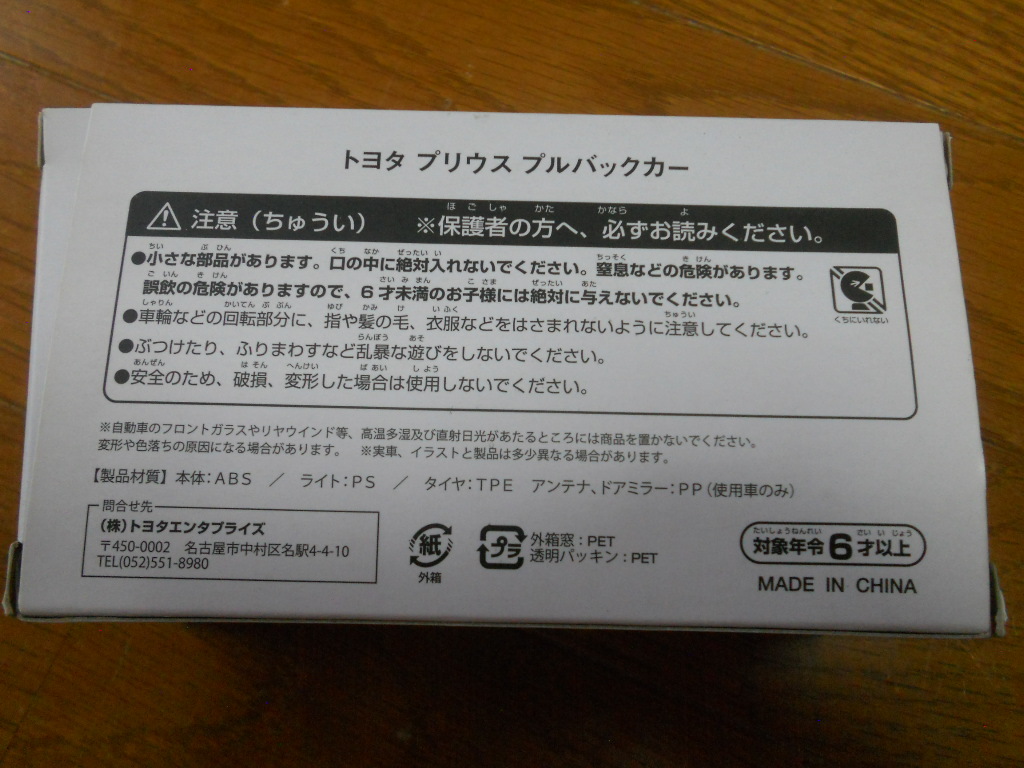 トヨタ プリウス プルバックカー
注意（ちゅうい） ※保護者の方へ、必ずお読みください。
ほごしゃ かた かなら よ
ちい ぶひん くち なか ぜったいい ちっそく きけん
●小さな部品があります。口の中に絶対入れないでください。窒息などの危険があります。
ごいん きけん さいみまん こさま ぜったい あた
誤飲の危険がありますので、6才未満のお子様には絶対に与えないでください。
しゃりん かいてんぶぶん ゆび かみ け いふく ちゅうい
●車輪などの回転部分に、指や髪の毛、衣服などをはさまれないように注意してください。
らんぼう あそ
●ぶつけたり、ふりまわすなど乱暴な遊びをしないでください。
あんぜん はそん へんけい ばあい しよう
●安全のため、破損、変形した場合は使用しないでください。
くちにいれない
※自動車のフロントガラスやリヤウインド等、高温多湿及び直射日光があたるところには商品を置かないでください。
変形や色落ちの原因になる場合があります。 ※実車、イラストと製品は多少異なる場合があります。
【製品材質】本体：ABS ／ ライト：PS ／ タイヤ：TPE アンテナ、ドアミラー：PP（使用車のみ）
問合せ先
（株）トヨタエンタプライズ
〒450-0002 名古屋市中村区名駅4-4-10
TEL(052)551-8980
紙
外箱
プラ
外箱窓：PET
透明パッキン：PET
たいしょうねんれい さいいじょう
対象年令6才以上
MADE IN CHINA